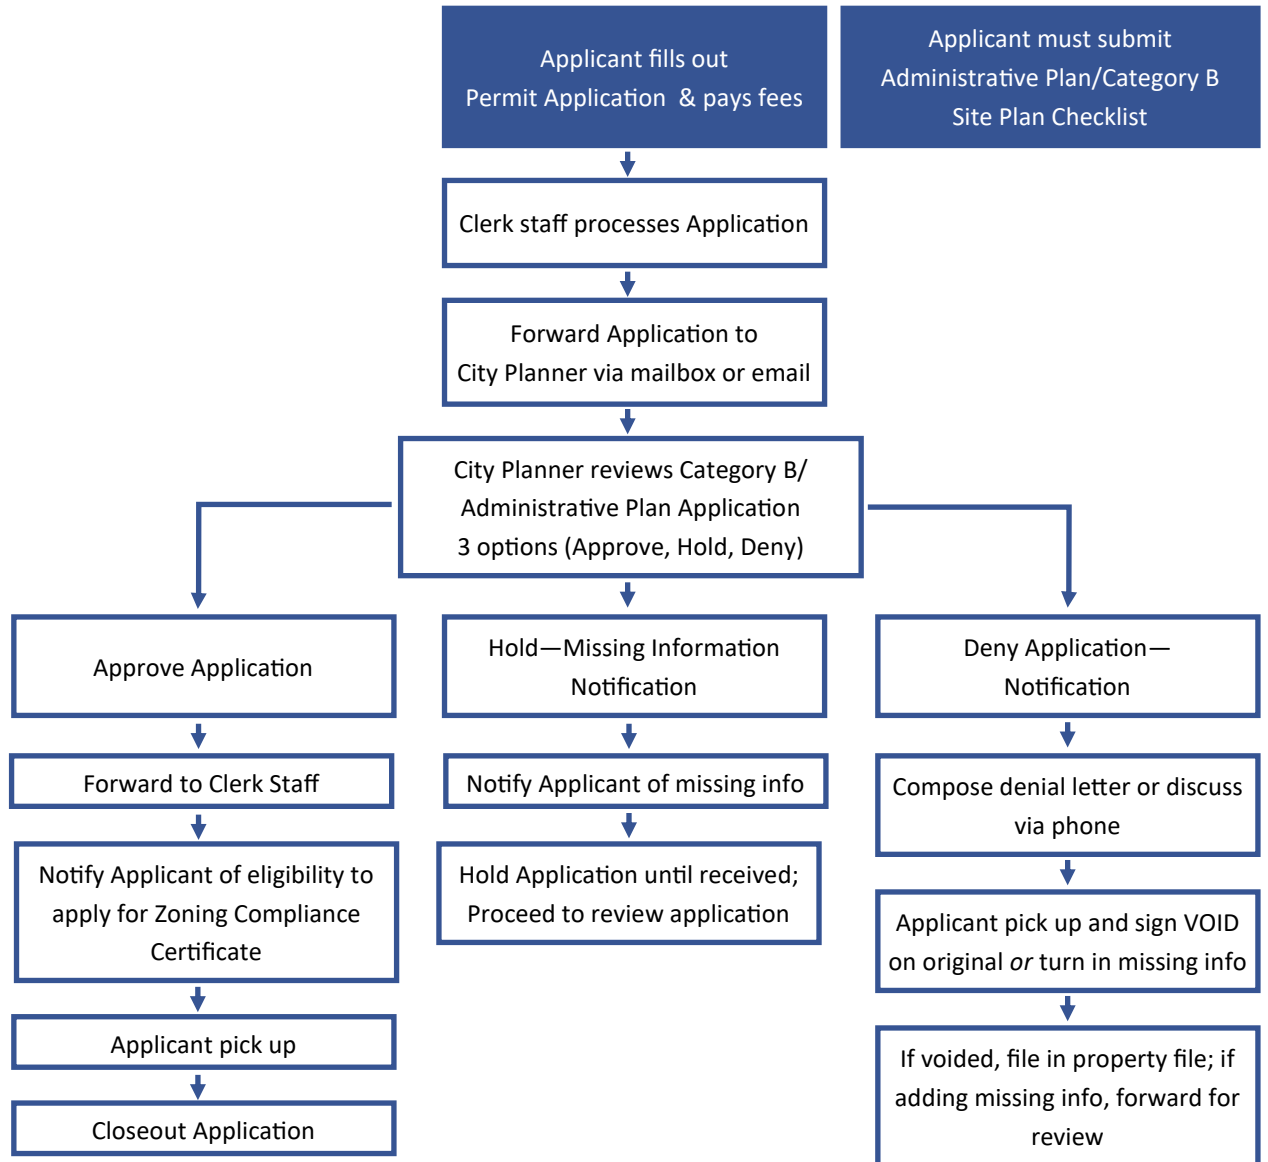 Applicant fills out
Permit Application & pays fees
Applicant must submit
Administrative Plan/Category B
Site Plan Checklist
Clerk staff processes Application
Forward Application to
City Planner via mailbox or email
City Planner reviews Category B/
Administrative Plan Application
3 options (Approve, Hold, Deny)
Approve Application
Forward to Clerk Staff
Notify Applicant of eligibility to
apply for Zoning Compliance
Certificate
Applicant pick up
Closeout Application
Hold—Missing Information
Notification
Notify Applicant of missing info
Hold Application until received;
Proceed to review application
Deny Application—
Notification
Compose denial letter or discuss
via phone
Applicant pick up and sign VOID
on original or turn in missing info
If voided, file in property file; if
adding missing info, forward for
review